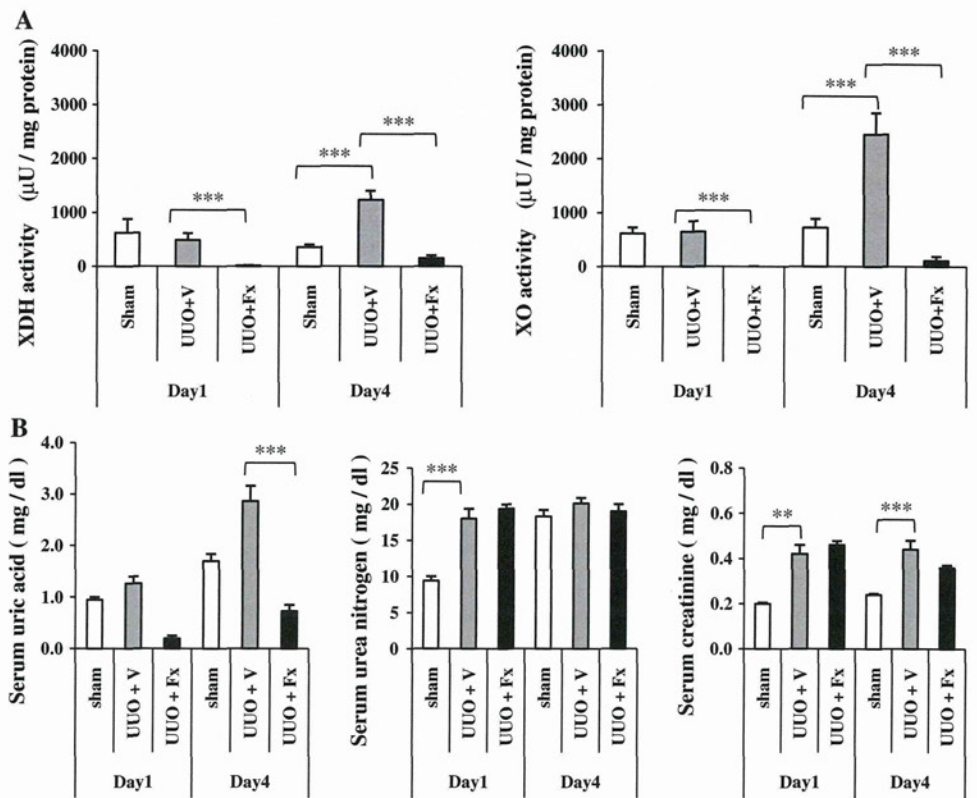 A
XDH activity (μU / mg protein)
4000
3000
2000
1000
0
***
***
***
Sham
UUO+V
UUO+Fx
Sham
UUO+V
UUO+Fx
Day1
Day4
XO activity (μU / mg protein)
4000
3000
2000
1000
0
***
***
***
Sham
UUO+V
UUO+Fx
Sham
UUO+V
UUO+Fx
Day1
Day4
B
Serum uric acid ( mg / dl )
4.0
3.0
2.0
1.0
0.0
***
sham
UUO + V
UUO + Fx
sham
UUO + V
UUO + Fx
Day1
Day4
Serum urea nitrogen ( mg / dl )
25
20
15
10
5
0
***
sham
UUO + V
UUO + Fx
sham
UUO + V
UUO + Fx
Day1
Day4
Serum creatinine ( mg / dl )
0.8
0.6
0.4
0.2
0.0
**
***
sham
UUO + V
UUO + Fx
sham
UUO + V
UUO + Fx
Day1
Day4